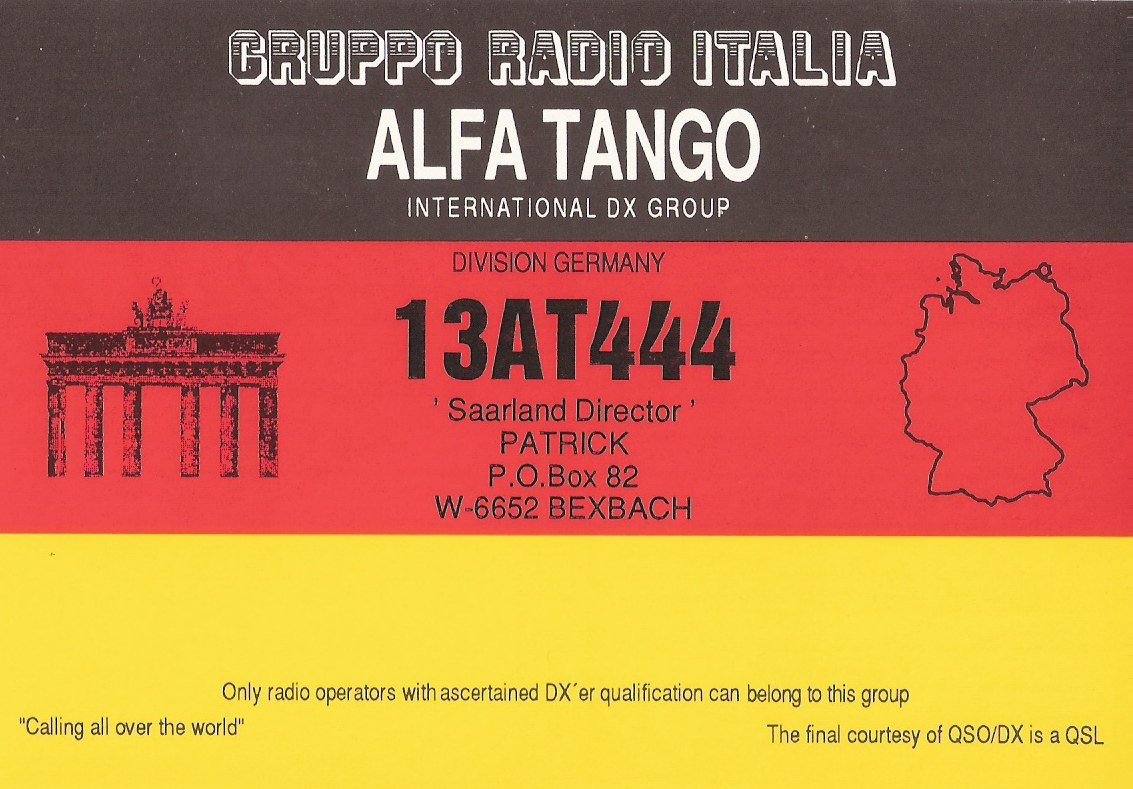 GRUPPO RADIO ITALIA
ALFA TANGO
INTERNATIONAL DX GROUP
DIVISION GERMANY
13AT444
' Saarland Director '
PATRICK
P.O.Box 82
W-6652 BEXBACH
Only radio operators with ascertained DX´er qualification can belong to this group
"Calling all over the world"
The final courtesy of QSO/DX is a QSL